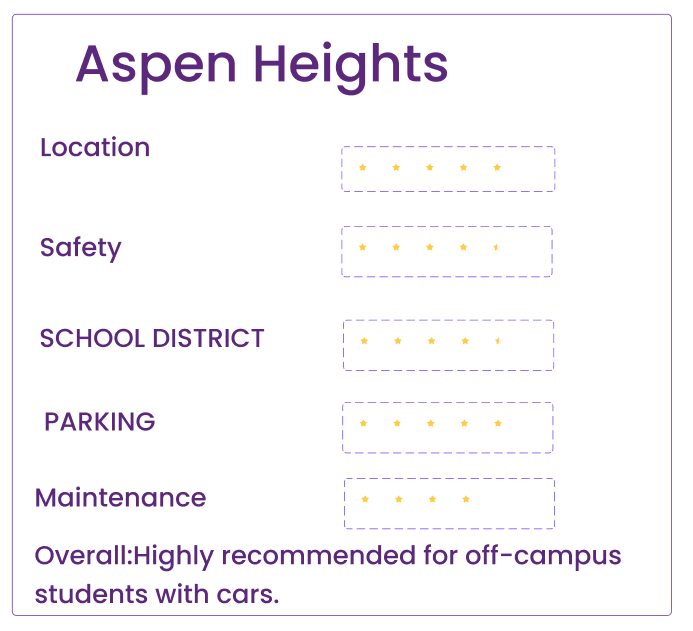 Aspen Heights
Location
Safety
SCHOOL DISTRICT
PARKING
Maintenance
Overall:Highly recommended for off-campus
students with cars.